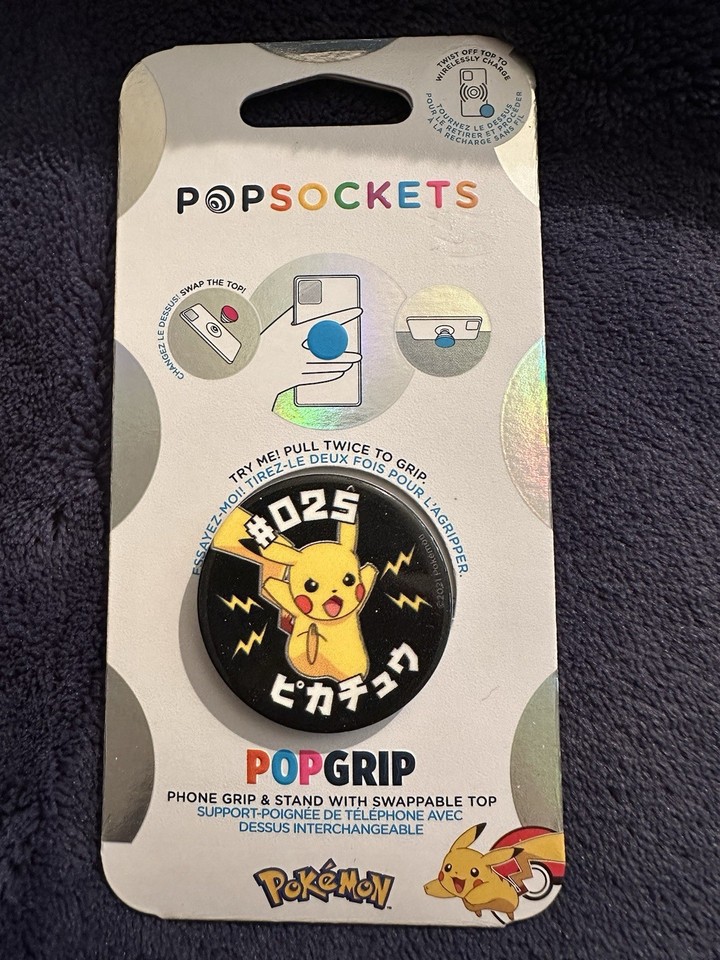 TWIST OFF TOP TO
WIRELESSLY CHARGE
TOURNEZ LE DESSUS
POUR LE RETIRER ET PROCÉDER
À LA RECHARGE SANS FIL
POPSOCKETS
CHANGEZ LE DESSUS! SWAP THE TOP!
TRY ME! PULL TWICE TO GRIP.
ESSAYEZ-MOI! TIREZ-LE DEUX FOIS POUR L'AGRIPPER.
#025
©2021 Pokémon
ピカチュウ
POPGRIP
PHONE GRIP & STAND WITH SWAPPABLE TOP
SUPPORT-POIGNÉE DE TÉLÉPHONE AVEC
DESSUS INTERCHANGEABLE
POKéMON